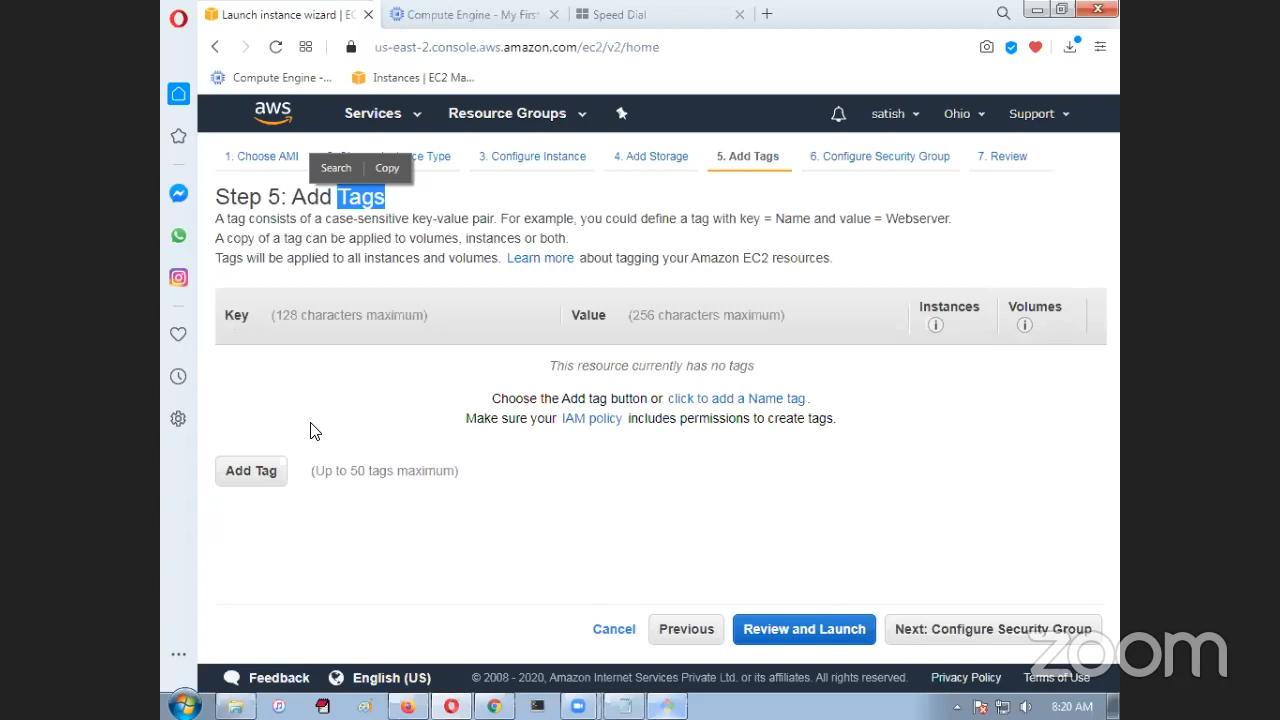 Launch instance wizard | EC
Compute Engine - My First
Speed Dial
us-east-2.console.aws.amazon.com/ec2/v2/home
Compute Engine -...
Instances | EC2 Ma...
aws
Services
Resource Groups
satish
Ohio
Support
1. Choose AMI
ce Type
3. Configure Instance
4. Add Storage
5. Add Tags
6. Configure Security Group
7. Review
Search
Copy
Step 5: Add Tags
A tag consists of a case-sensitive key-value pair. For example, you could define a tag with key = Name and value = Webserver.
A copy of a tag can be applied to volumes, instances or both.
Tags will be applied to all instances and volumes. Learn more about tagging your Amazon EC2 resources.
Key (128 characters maximum)
Value (256 characters maximum)
Instances
Volumes
This resource currently has no tags
Choose the Add tag button or click to add a Name tag.
Make sure your IAM policy includes permissions to create tags.
Add Tag
(Up to 50 tags maximum)
Cancel
Previous
Review and Launch
Next: Configure Security Group
zoom
Feedback
English (US)
© 2008 - 2020, Amazon Internet Services Private Ltd. or its affiliates. All rights reserved.
Privacy Policy
Terms of Use
8:20 AM